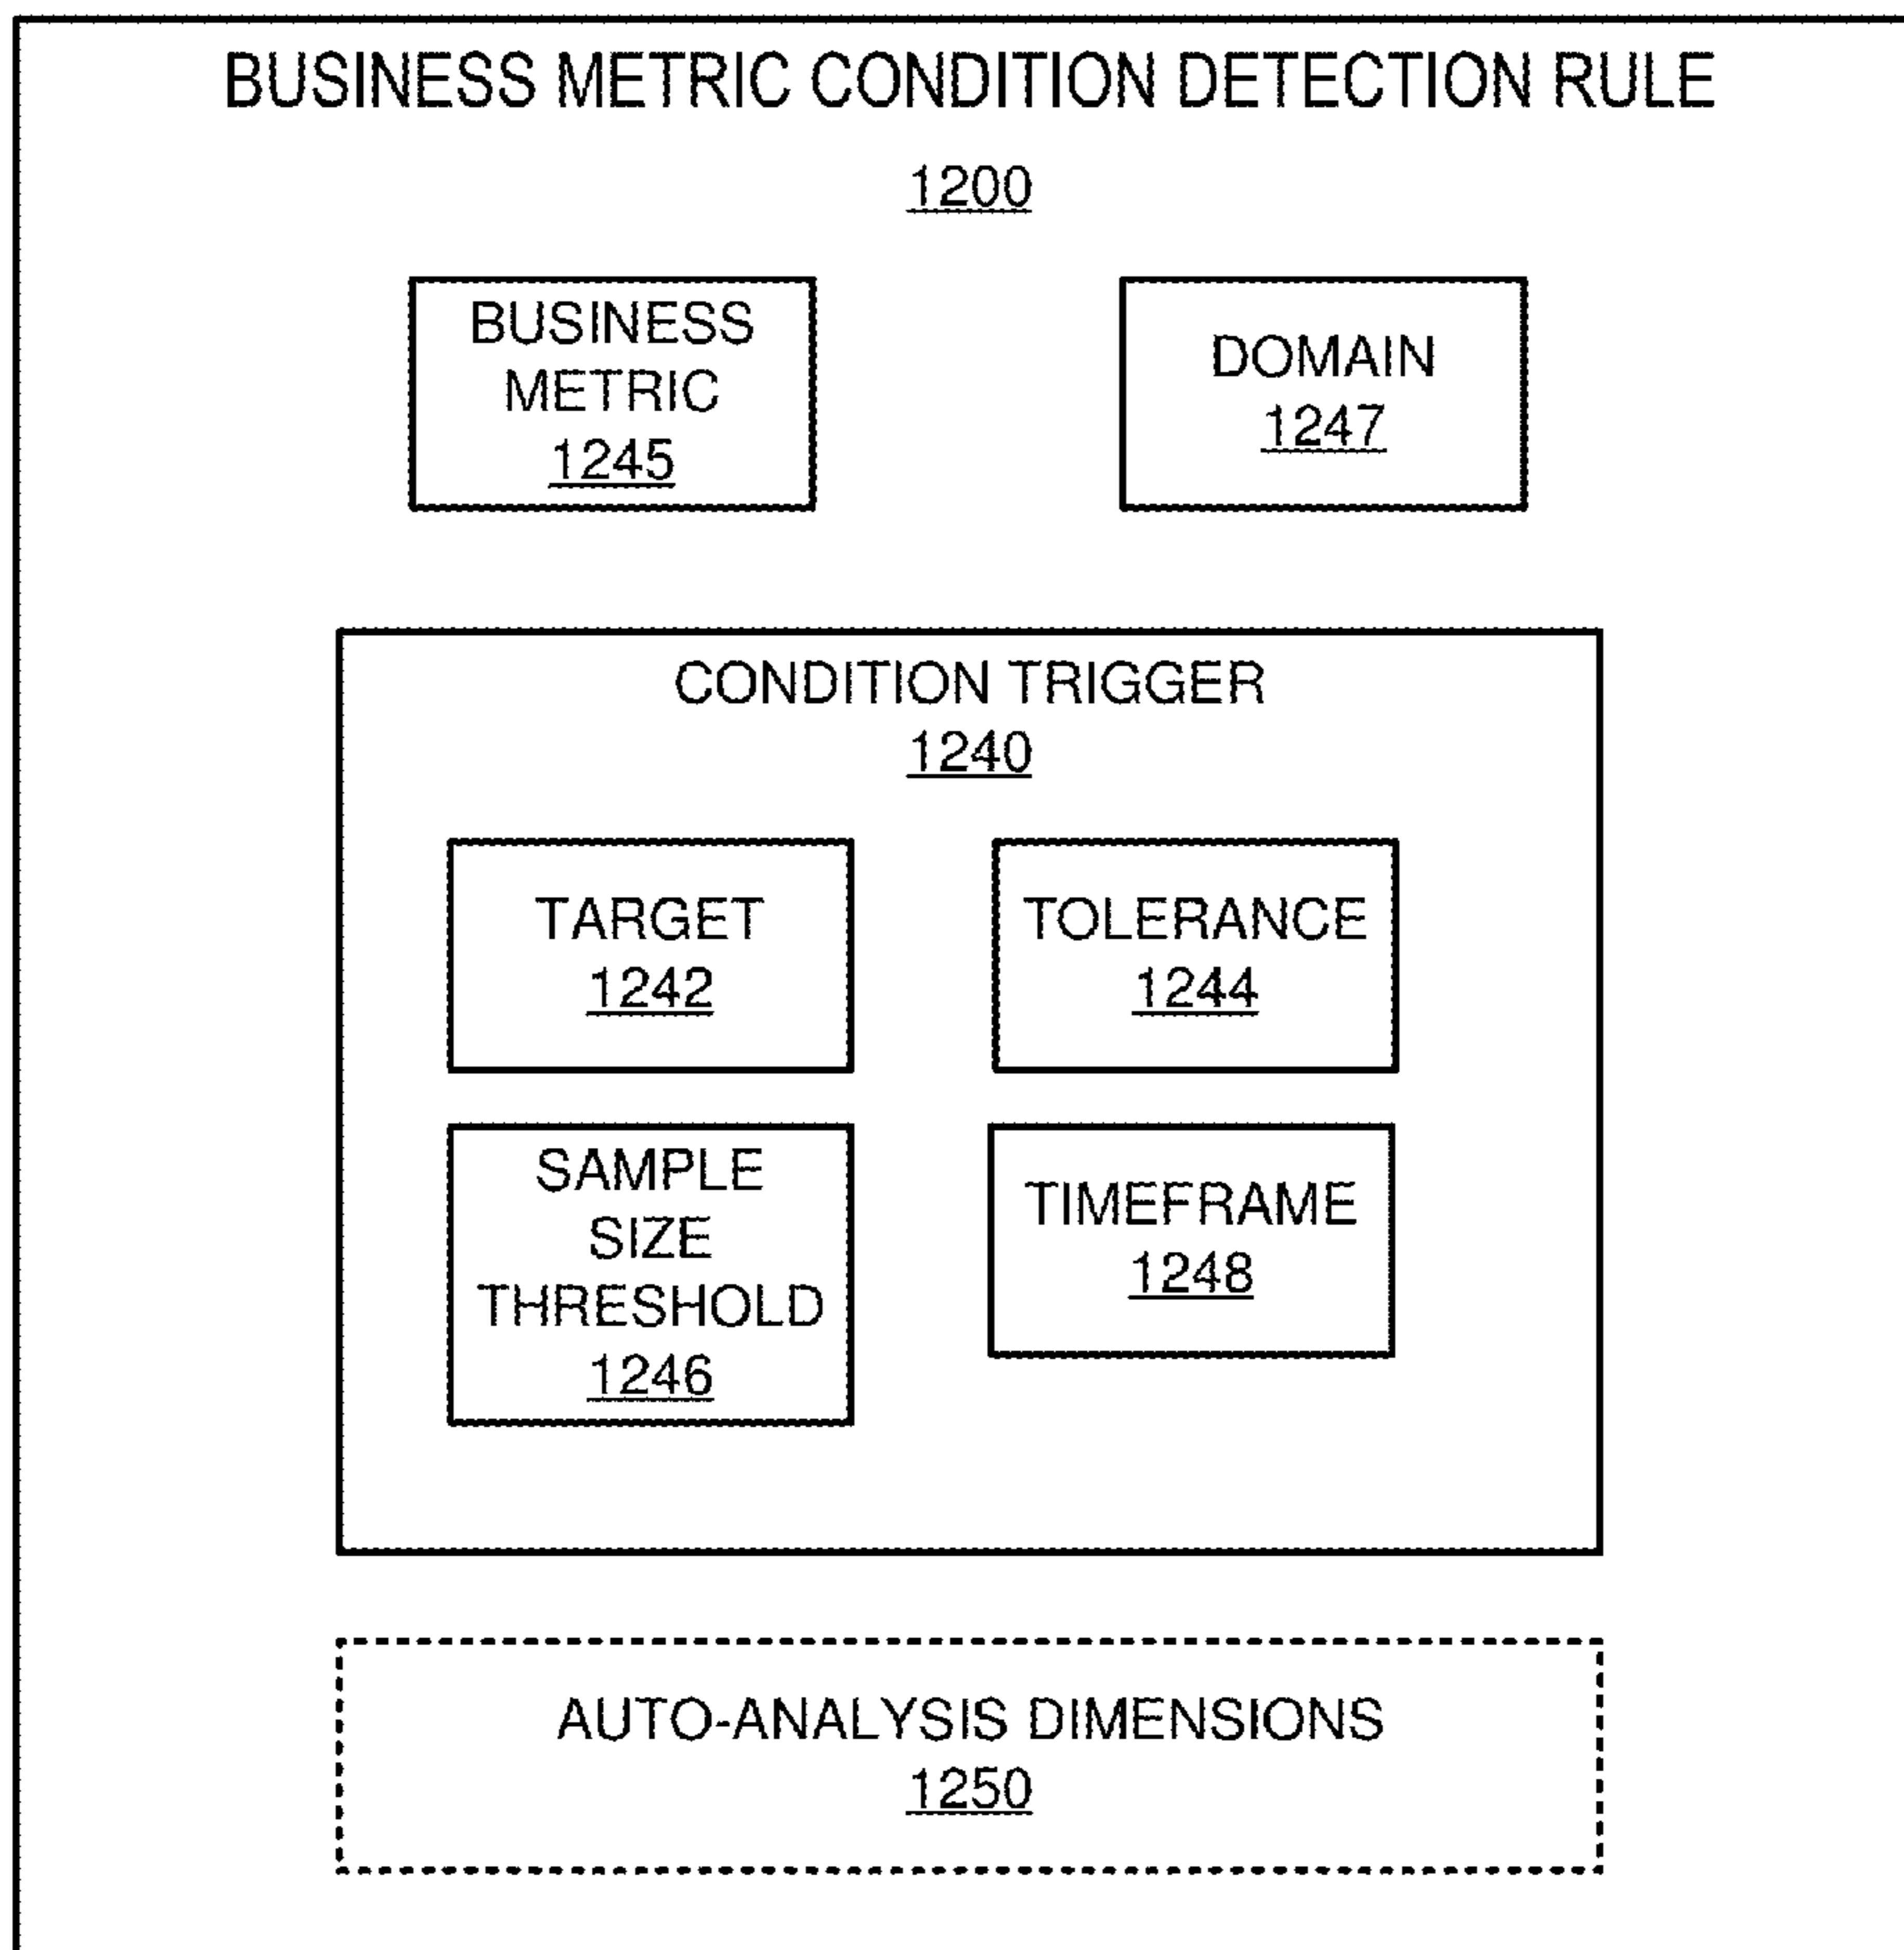 BUSINESS METRIC CONDITION DETECTION RULE
1200
BUSINESS
METRIC
1245
DOMAIN
1247
CONDITION TRIGGER
1240
TARGET
1242
TOLERANCE
1244
SAMPLE
SIZE
THRESHOLD
1246
TIMEFRAME
1248
AUTO-ANALYSIS DIMENSIONS
1250